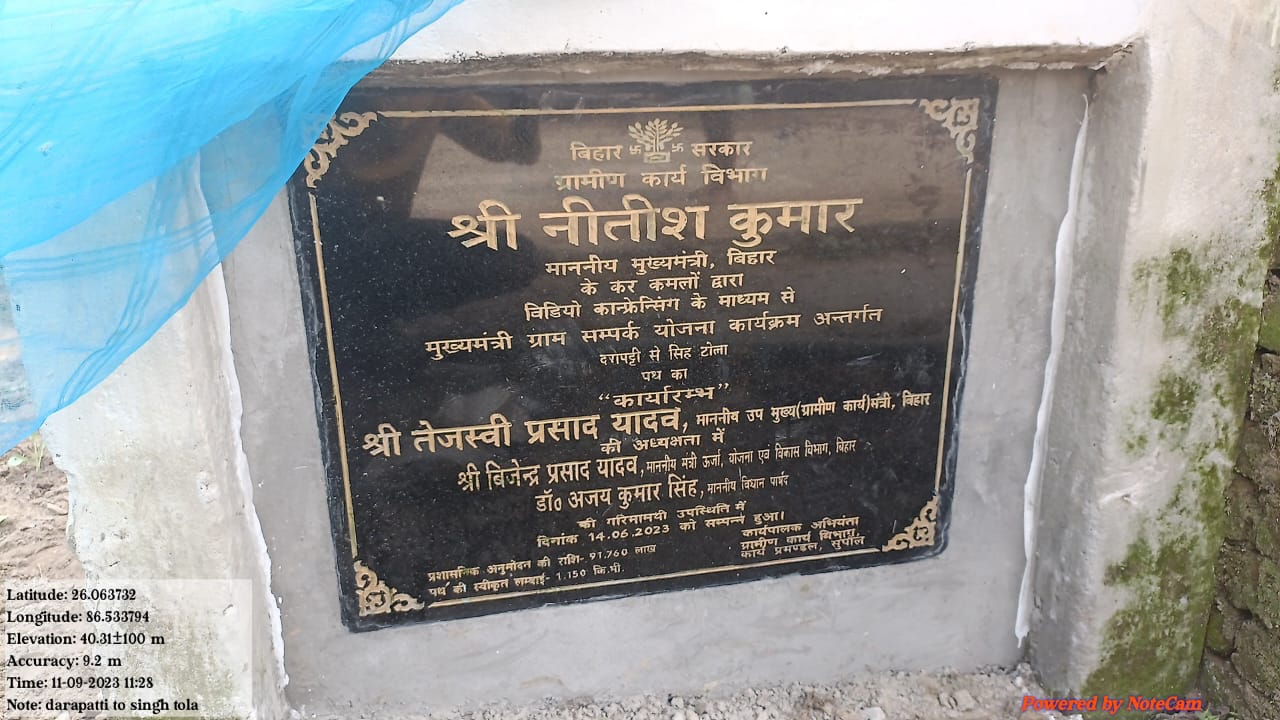 बिहार सरकार
ग्रामीण कार्य विभाग
श्री नीतीश कुमार
माननीय मुख्यमंत्री, बिहार
के कर कमलों द्वारा
विडियो कान्फ्रेन्सिंग के माध्यम से
मुख्यमंत्री ग्राम सम्पर्क योजना कार्यक्रम अन्तर्गत
दरापट्टी से सिंह टोला
पथ का
“कार्यारम्भ”
श्री तेजस्वी प्रसाद यादव, माननीय उप मुख्य(ग्रामीण कार्य)मंत्री, बिहार
की अध्यक्षता में
श्री बिजेन्द्र प्रसाद यादव, माननीय मंत्री ऊर्जा, योजना एवं विकास विभाग, बिहार
डॉ० अजय कुमार सिंह, माननीय विधान पार्षद
की गरिमामयी उपस्थिति में
दिनांक 14.06.2023 को सम्पन्न हुआ।
प्रशासनिक अनुमोदन की राशि- 91.760 लाख
पथ की स्वीकृत लम्बाई- 1.150 कि.मी.
कार्यपालक अभियंता
ग्रामीण कार्य विभाग,
कार्य प्रमण्डल, सुपौल
Latitude: 26.063732
Longitude: 86.533794
Elevation: 40.31±100 m
Accuracy: 9.2 m
Time: 11-09-2023 11:28
Note: darapatti to singh tola
Powered by NoteCam